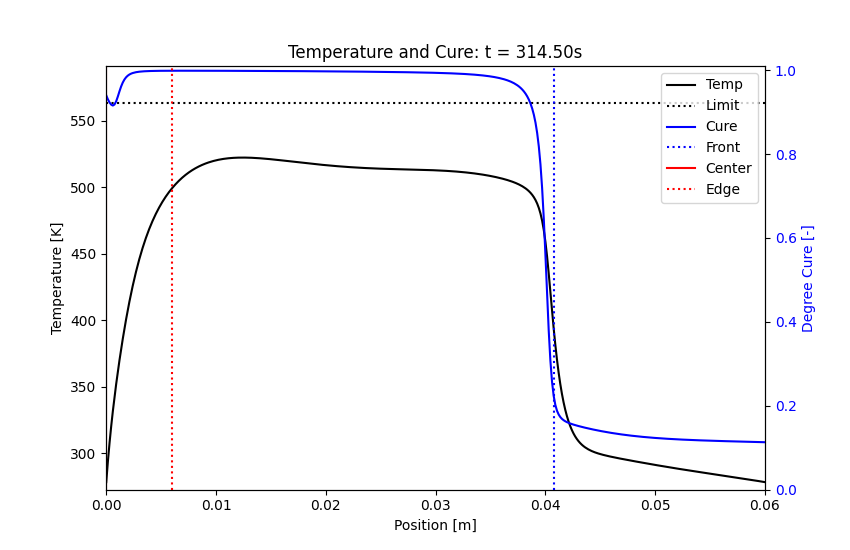 Temperature and Cure: t = 314.50s
Temperature [K]
550
500
450
400
350
300
Temp
Limit
Cure
Front
Center
Edge
1.0
0.8
0.6
0.4
0.2
0.0
Degree Cure [-]
0.00 0.01 0.02 0.03 0.04 0.05 0.06
Position [m]